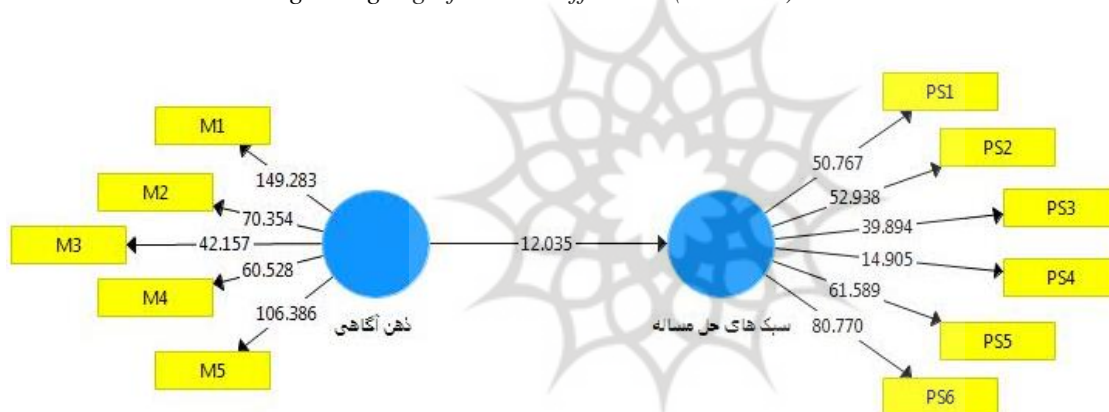 M1
M2
M3
M4
M5
149.283
70.354
42.157
60.528
106.386
ذهن آگاهی
12.035
سبک های حل مساله
50.767
52.938
39.894
14.905
61.589
80.770
PS1
PS2
PS3
PS4
PS5
PS6